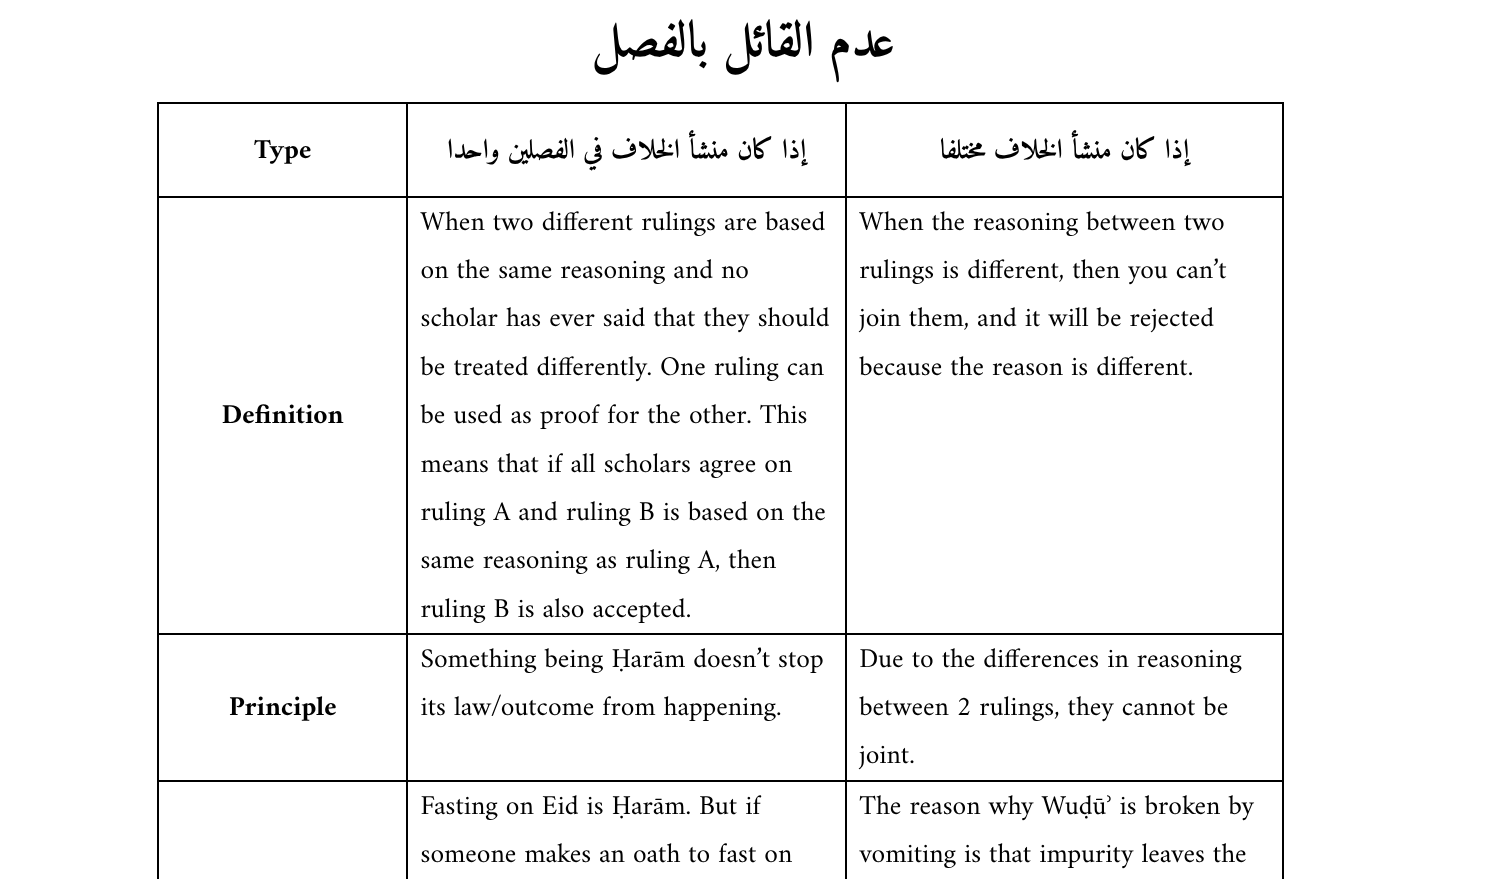 عدم القائل بالفصل
Type
إذا كان منشأ الخلاف في الفصلين واحدا
إذا كان منشأ الخلاف مختلفا
Definition
When two different rulings are based
on the same reasoning and no
scholar has ever said that they should
be treated differently. One ruling can
be used as proof for the other. This
means that if all scholars agree on
ruling A and ruling B is based on the
same reasoning as ruling A, then
ruling B is also accepted.
When the reasoning between two
rulings is different, then you can’t
join them, and it will be rejected
because the reason is different.
Principle
Something being Ḥarām doesn’t stop
its law/outcome from happening.
Due to the differences in reasoning
between 2 rulings, they cannot be
joint.
Fasting on Eid is Ḥarām. But if
someone makes an oath to fast on
The reason why Wuḍūʾ is broken by
vomiting is that impurity leaves the